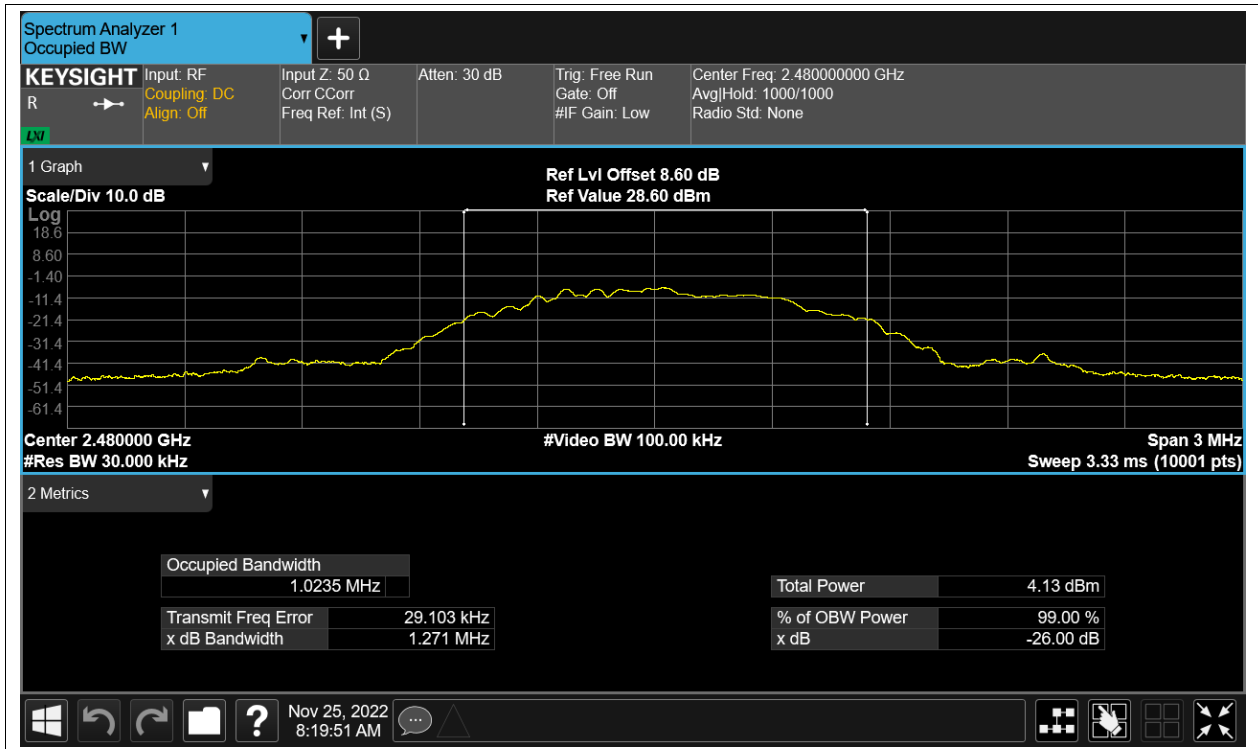 Spectrum Analyzer 1
Occupied BW
KEYSIGHT
R
LXI
Input: RF
Coupling: DC
Align: Off
Input Z: 50 Ω
Corr CCorr
Freq Ref: Int (S)
Atten: 30 dB
Trig: Free Run
Gate: Off
#IF Gain: Low
Center Freq: 2.480000000 GHz
Avg|Hold: 1000/1000
Radio Std: None
1 Graph
Ref Lvl Offset 8.60 dB
Scale/Div 10.0 dB
Ref Value 28.60 dBm
Log
18.6
8.60
-1.40
-11.4
-21.4
-31.4
-41.4
-51.4
-61.4
Center 2.480000 GHz
#Video BW 100.00 kHz
Span 3 MHz
#Res BW 30.000 kHz
Sweep 3.33 ms (10001 pts)
2 Metrics
Occupied Bandwidth
1.0235 MHz
Total Power 4.13 dBm
Transmit Freq Error 29.103 kHz
% of OBW Power 99.00 %
x dB Bandwidth 1.271 MHz
x dB -26.00 dB
?
Nov 25, 2022
8:19:51 AM